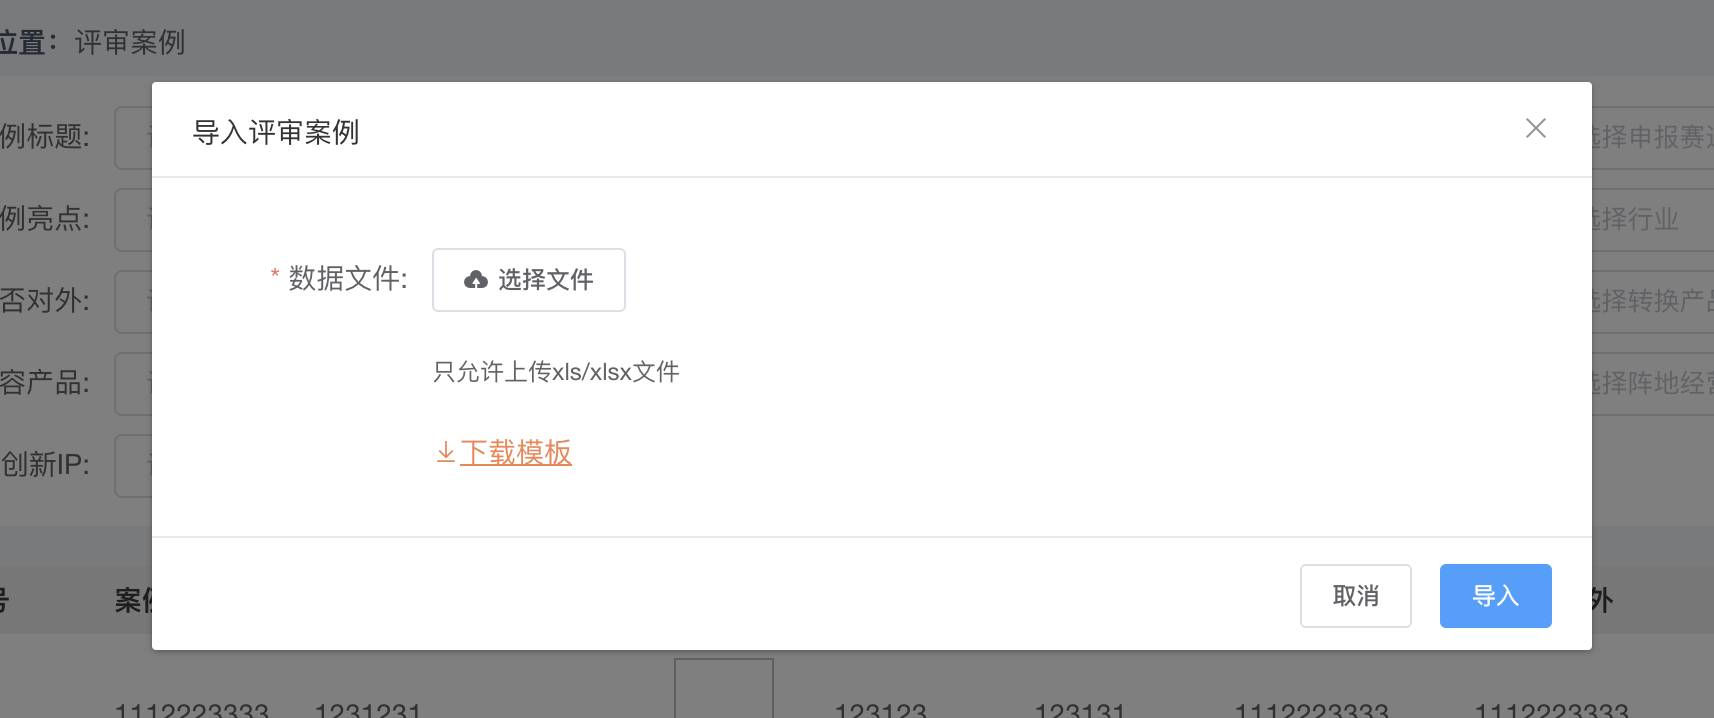 位置：评审案例
导入评审案例
例标题:
选择申报赛道
例亮点:
选择行业
* 数据文件:
选择文件
否对外:
选择转换产品
只允许上传xls/xlsx文件
容产品:
选择阵地经营
下载模板
创新IP:
取消
导入
号
案例
外
1112223333
1231231
123123
123131
1112223333
1112223333